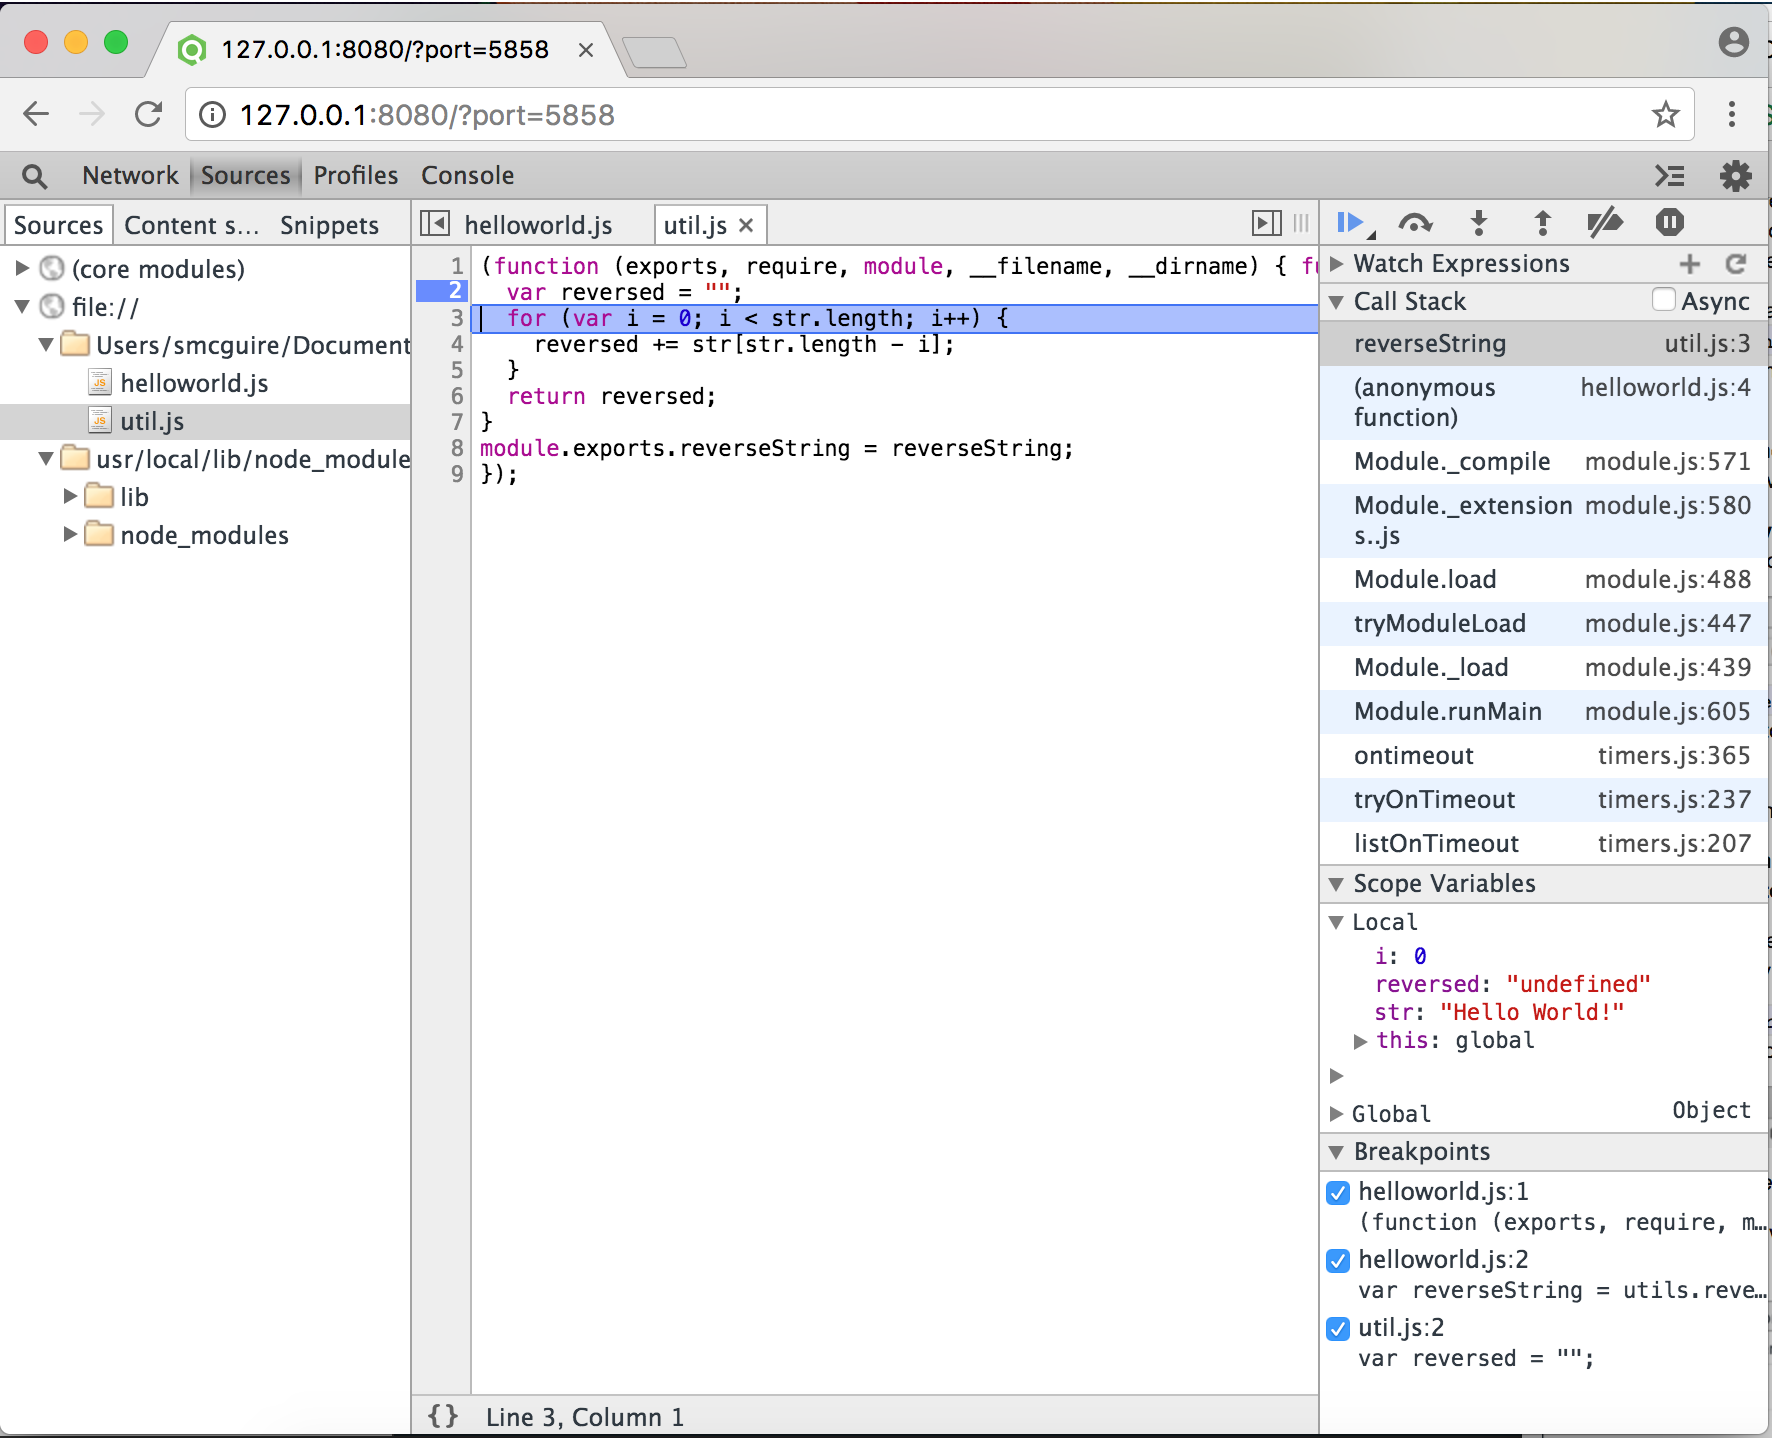 127.0.0.1:8080/?port=5858
127.0.0.1:8080/?port=5858
Network Sources Profiles Console
Sources Content s... Snippets
(core modules)
file://
Users/smcguire/Document
helloworld.js
util.js
usr/local/lib/node_module
lib
node_modules
helloworld.js util.js
1 (function (exports, require, module, __filename, __dirname) { fu
2 var reversed = "";
3 for (var i = 0; i < str.length; i++) {
4 reversed += str[str.length - i];
5 }
6 return reversed;
7 }
8 module.exports.reverseString = reverseString;
9 });
{} Line 3, Column 1
Watch Expressions
Call Stack Async
reverseString util.js:3
(anonymous helloworld.js:4
function)
Module._compile module.js:571
Module._extension module.js:580
s..js
Module.load module.js:488
tryModuleLoad module.js:447
Module._load module.js:439
Module.runMain module.js:605
ontimeout timers.js:365
tryOnTimeout timers.js:237
listOnTimeout timers.js:207
Scope Variables
Local
i: 0
reversed: "undefined"
str: "Hello World!"
this: global
Global Object
Breakpoints
helloworld.js:1
(function (exports, require, m...
helloworld.js:2
var reverseString = utils.reve...
util.js:2
var reversed = "";